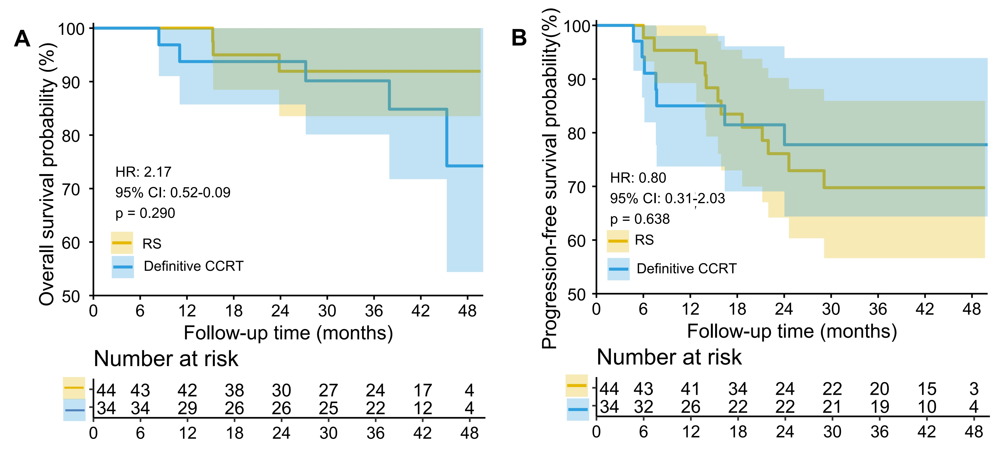 A
Overall survival probability (%)
100
90
80
70
60
50
HR: 2.17
95% CI: 0.52-0.09
p = 0.290
RS
Definitive CCRT
0 6 12 18 24 30 36 42 48
Follow-up time (months)
Number at risk
44 43 42 38 30 27 24 17 4
34 34 29 26 26 25 22 12 4
0 6 12 18 24 30 36 42 48
B
Progression-free survival probability(%)
100
90
80
70
60
50
HR: 0.80
95% CI: 0.31-2.03
p = 0.638
RS
Definitive CCRT
0 6 12 18 24 30 36 42 48
Follow-up time (months)
Number at risk
44 43 41 34 24 22 20 15 3
34 32 26 22 22 21 19 10 4
0 6 12 18 24 30 36 42 48